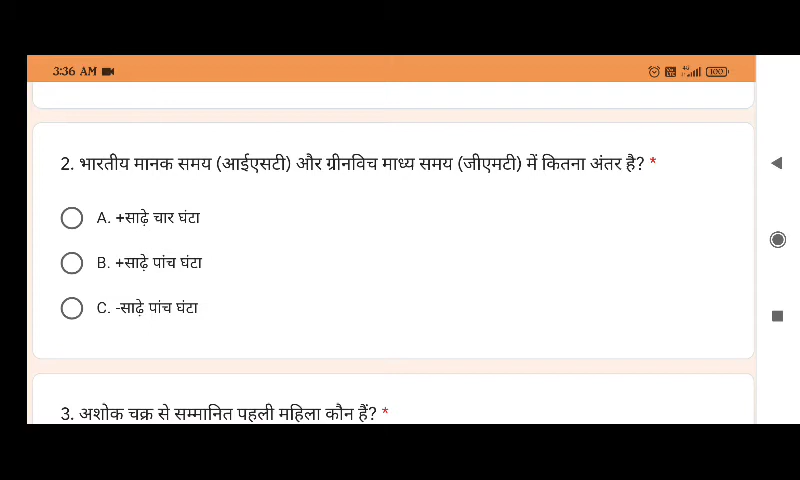 3:36 AM
100
2. भारतीय मानक समय (आईएसटी) और ग्रीनविच माध्य समय (जीएमटी) में कितना अंतर है? *
A. +साढ़े चार घंटा
B. +साढ़े पांच घंटा
C. -साढ़े पांच घंटा
3. अशोक चक्र से सम्मानित पहली महिला कौन हैं? *